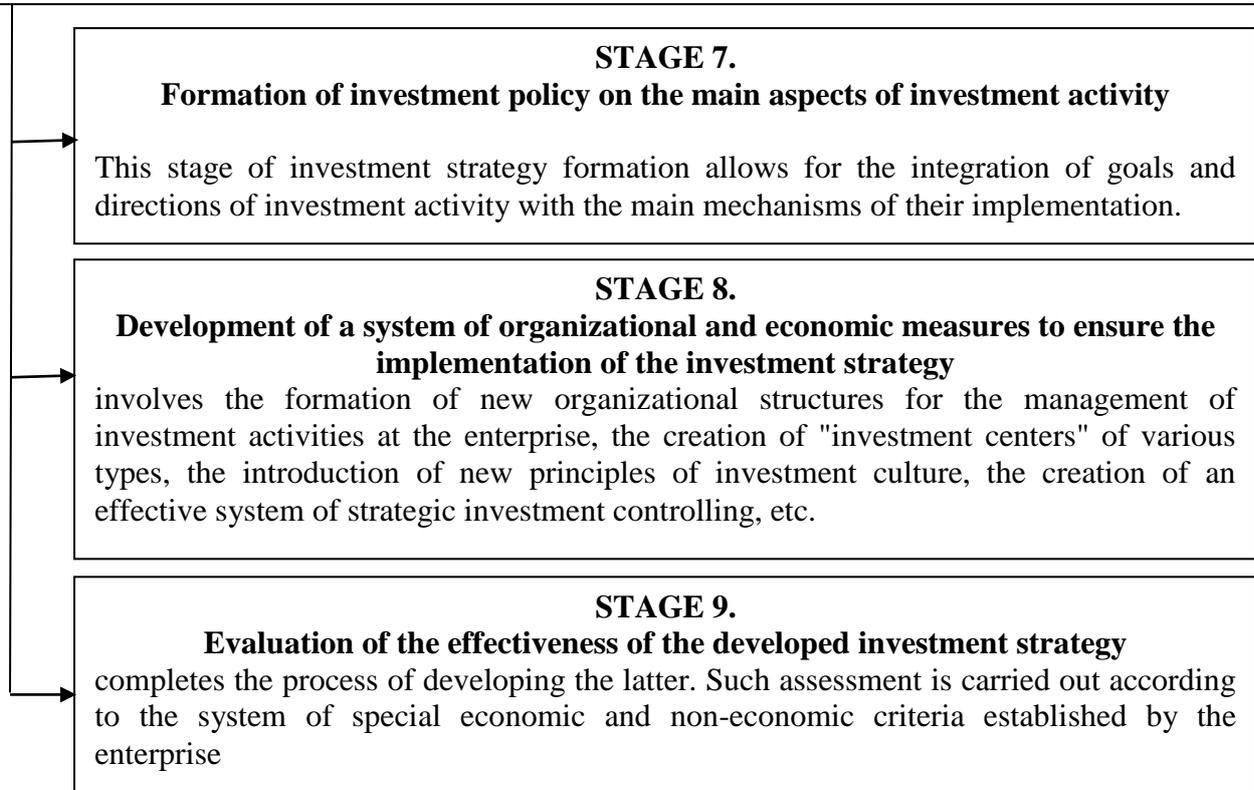 STAGE 7.
Formation of investment policy on the main aspects of investment activity
This stage of investment strategy formation allows for the integration of goals and
directions of investment activity with the main mechanisms of their implementation.
STAGE 8.
Development of a system of organizational and economic measures to ensure the
implementation of the investment strategy
involves the formation of new organizational structures for the management of
investment activities at the enterprise, the creation of "investment centers" of various
types, the introduction of new principles of investment culture, the creation of an
effective system of strategic investment controlling, etc.
STAGE 9.
Evaluation of the effectiveness of the developed investment strategy
completes the process of developing the latter. Such assessment is carried out according
to the system of special economic and non-economic criteria established by the
enterprise